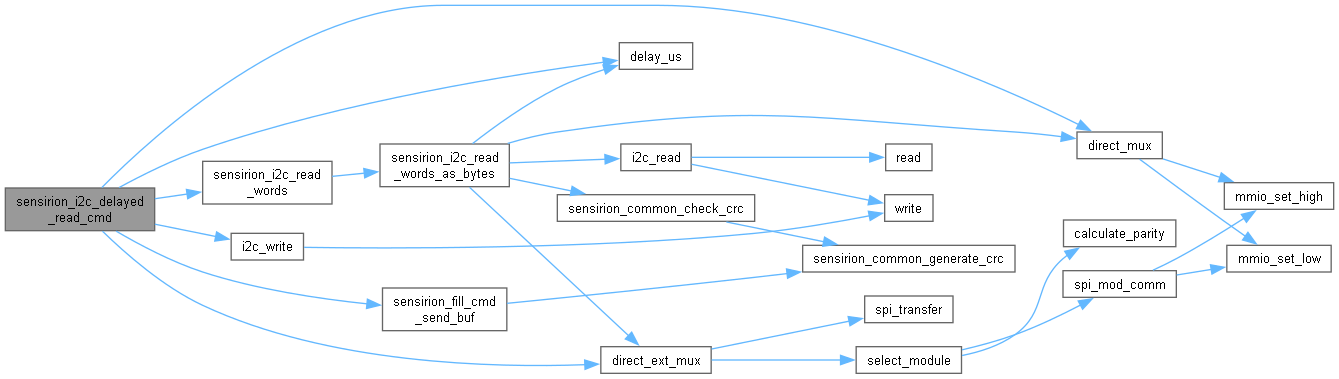 sensirion_i2c_delayed
_read_cmd
sensirion_i2c_read
_words
i2c_write
sensirion_i2c_read
_words_as_bytes
sensirion_fill_cmd
_send_buf
delay_us
i2c_read
sensirion_common_check_crc
direct_ext_mux
read
write
sensirion_common_generate_crc
spi_transfer
select_module
direct_mux
calculate_parity
spi_mod_comm
mmio_set_high
mmio_set_low